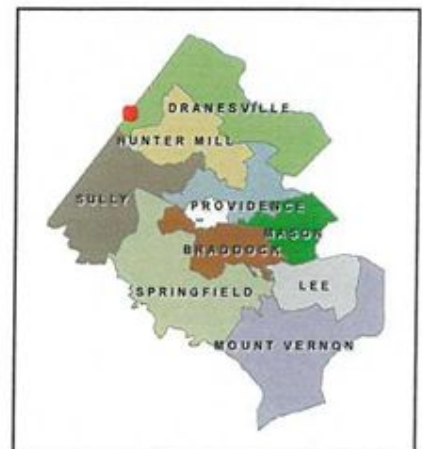 DRANESVILLE
HUNTER MILL
SULLY
PROVIDENCE
MASON
BRADDOCK
LEE
SPRINGFIELD
MOUNT VERNON